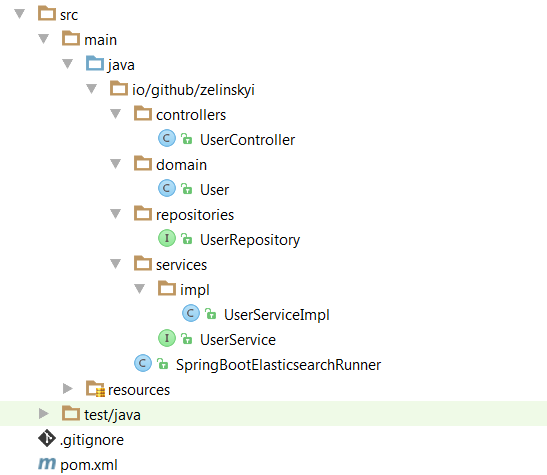 src
main
java
io/github/zelinskyi
controllers
C UserController
domain
C User
repositories
I UserRepository
services
impl
C UserServiceImpl
I UserService
C SpringBootElasticsearchRunner
resources
test/java
.gitignore
m pom.xml